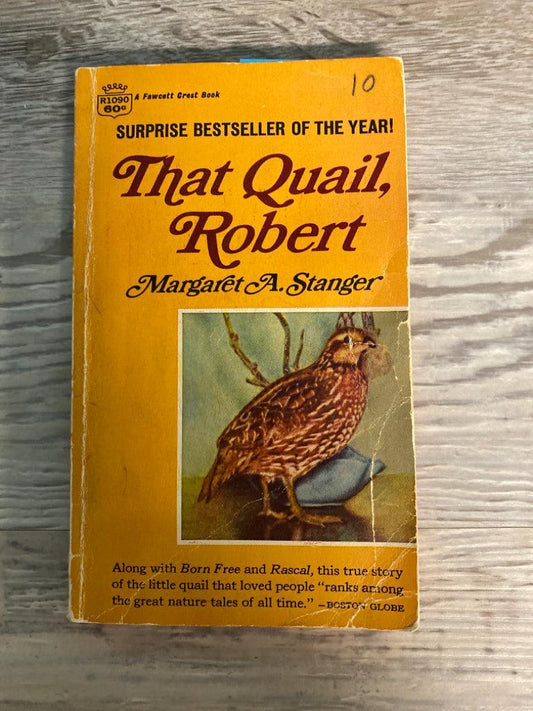 R1090
60¢
A Fawcett Crest Book
10
SURPRISE BESTSELLER OF THE YEAR!
That Quail,
Robert
Margaret A. Stanger
Along with Born Free and Rascal, this true story
of the little quail that loved people “ranks among
the great nature tales of all time.” —BOSTON GLOBE